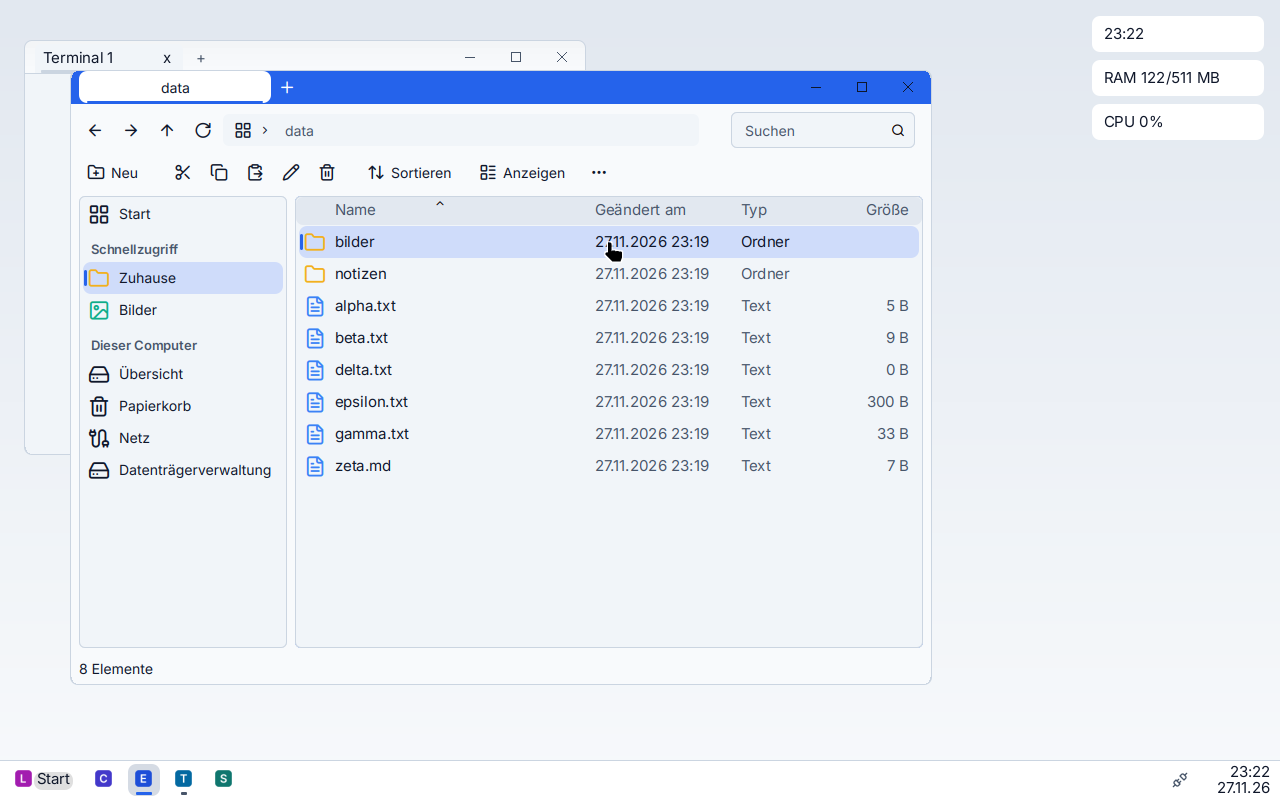 Terminal 1 x +
data +
data
Suchen
Neu
Sortieren
Anzeigen
Start
Schnellzugriff
Zuhause
Bilder
Dieser Computer
Übersicht
Papierkorb
Netz
Datenträgerverwaltung
Name Geändert am Typ Größe
bilder 27.11.2026 23:19 Ordner
notizen 27.11.2026 23:19 Ordner
alpha.txt 27.11.2026 23:19 Text 5 B
beta.txt 27.11.2026 23:19 Text 9 B
delta.txt 27.11.2026 23:19 Text 0 B
epsilon.txt 27.11.2026 23:19 Text 300 B
gamma.txt 27.11.2026 23:19 Text 33 B
zeta.md 27.11.2026 23:19 Text 7 B
8 Elemente
23:22
RAM 122/511 MB
CPU 0%
L Start C E T S
23:22
27.11.26